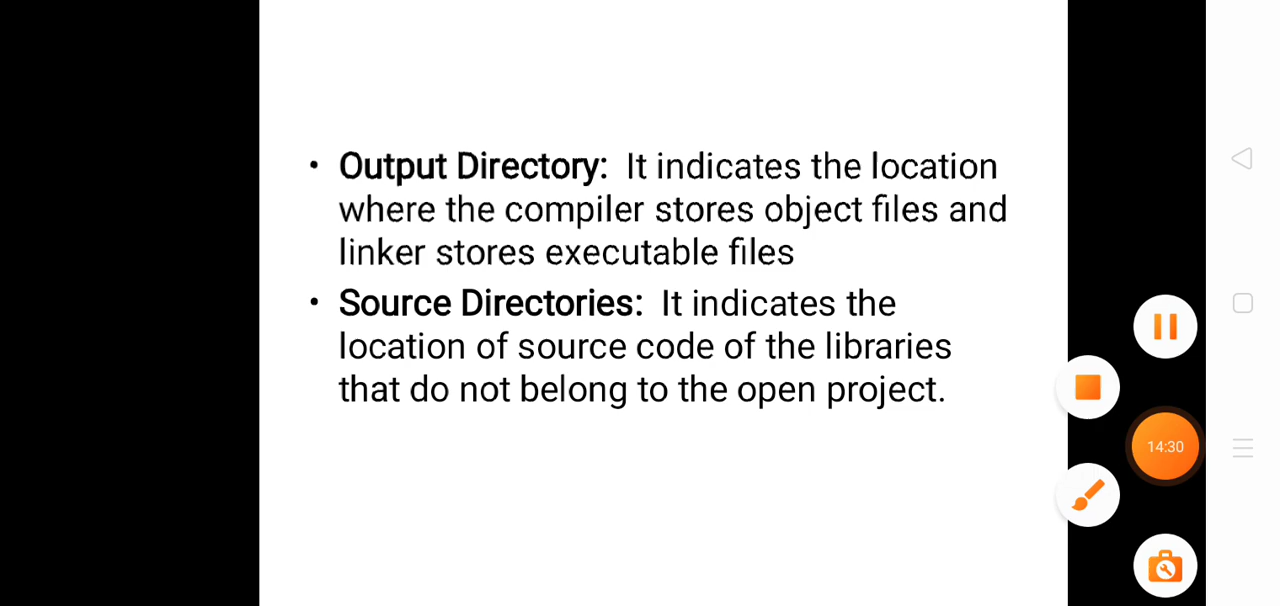 • Output Directory: It indicates the location
where the compiler stores object files and
linker stores executable files
• Source Directories: It indicates the
location of source code of the libraries
that do not belong to the open project.
14:30